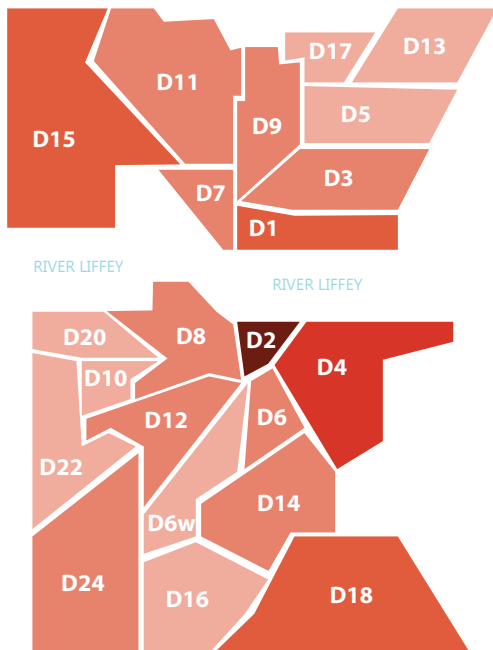 D17
D13
D11
D5
D9
D15
D3
D7
D1
RIVER LIFFEY
RIVER LIFFEY
D20
D8
D2
D4
D10
D12
D6
D22
D14
D6w
D24
D16
D18